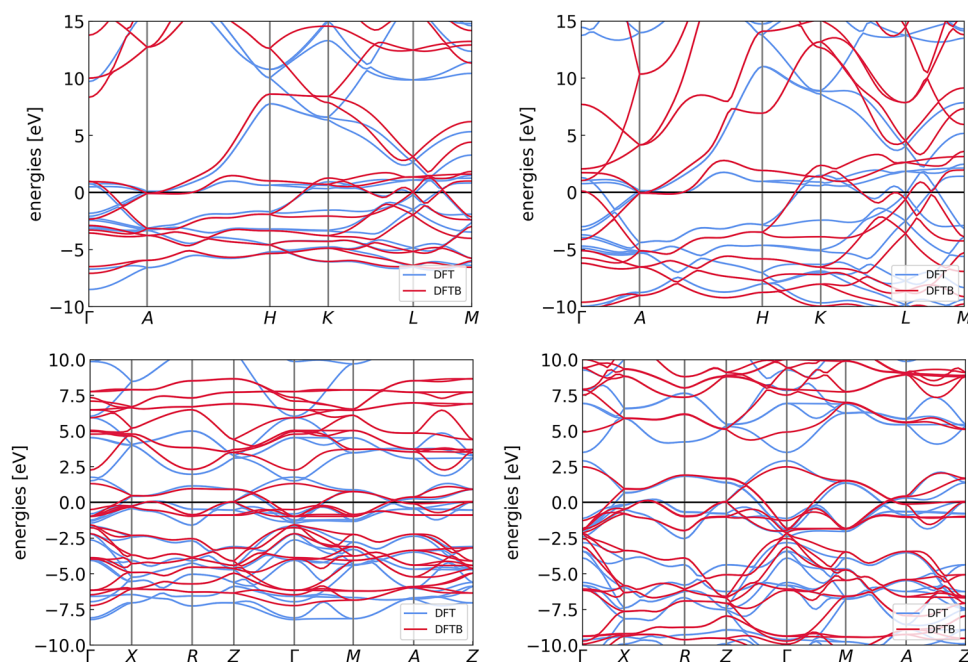 15
10
5
0
−5
−10
energies [eV]
DFT
DFTB
Γ A H K L M
15
10
5
0
−5
−10
energies [eV]
DFT
DFTB
Γ A H K L M
10.0
7.5
5.0
2.5
0.0
−2.5
−5.0
−7.5
−10.0
energies [eV]
DFT
DFTB
Γ X R Z Γ M A Z
10.0
7.5
5.0
2.5
0.0
−2.5
−5.0
−7.5
−10.0
energies [eV]
DFT
DFTB
Γ X R Z Γ M A Z